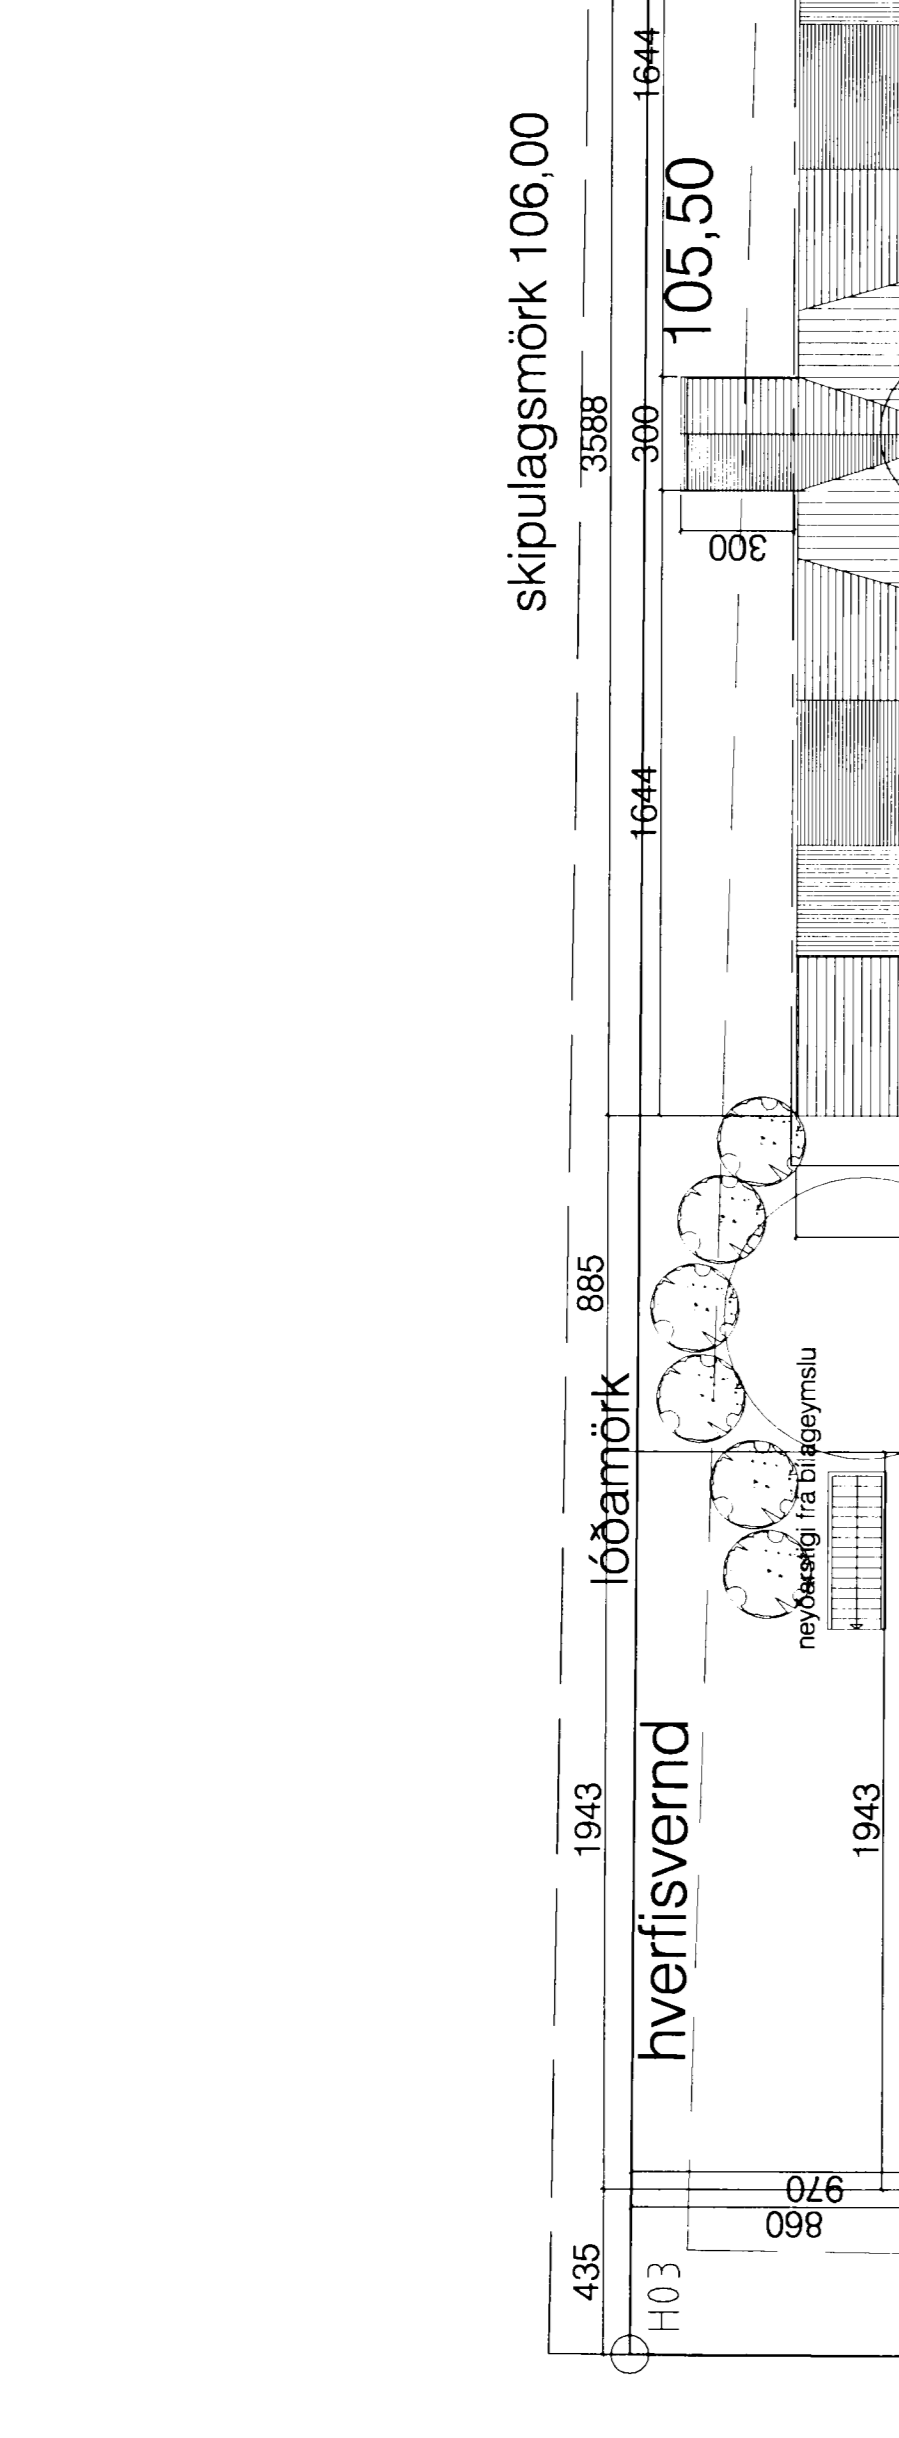 1644
skipulagsmörk 106,00
105,50
3588
300
300
1644
885
lóðamörk
neyðarstigi frá bílageymslu
hverfisvernd
1943
1943
970
860
435
H03